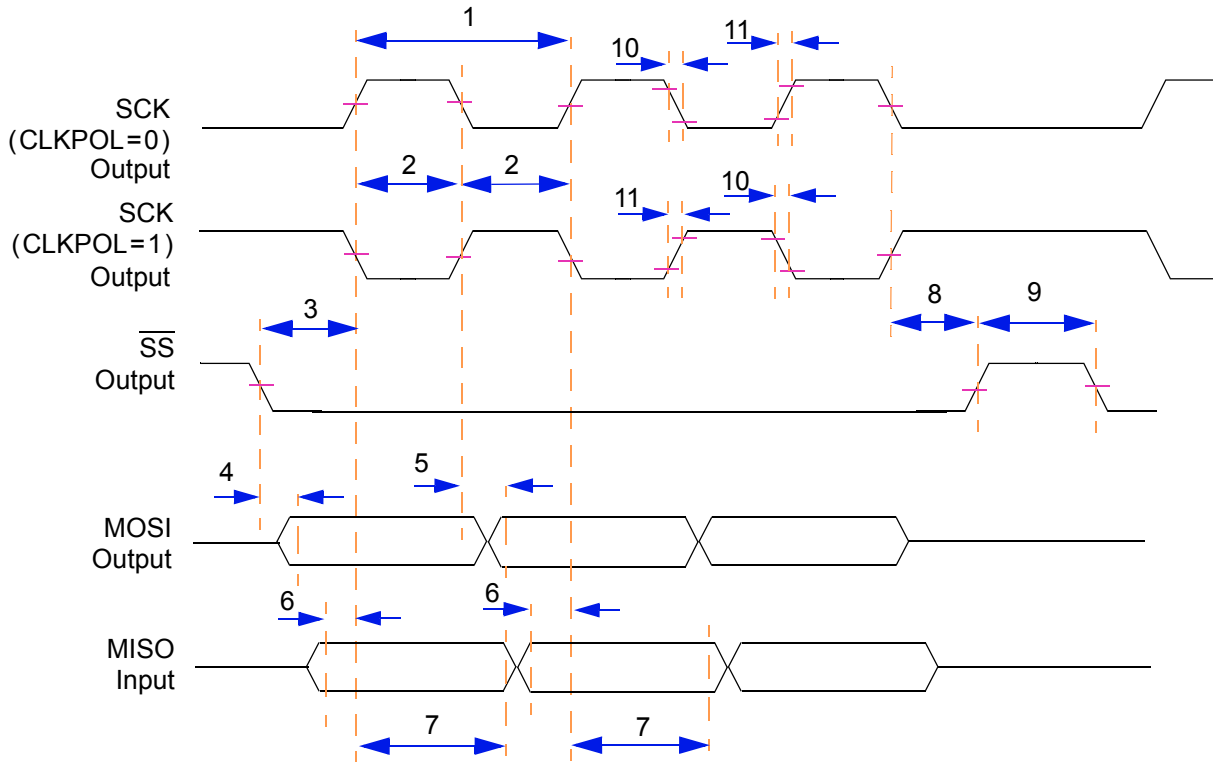 1
10
11
SCK
(CLKPOL=0)
Output
2
2
SCK
(CLKPOL=1)
Output
11
10
3
8
9
SS
Output
4
5
MOSI
Output
6
6
MISO
Input
7
7